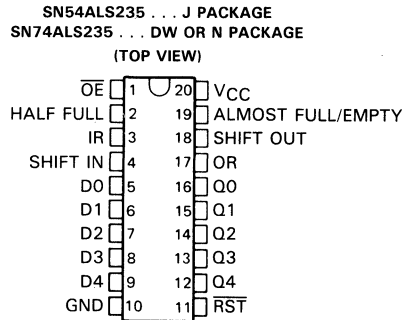 SN54ALS235 . . . J PACKAGE
SN74ALS235 . . . DW OR N PACKAGE
(TOP VIEW)
OE 1 20 VCC
HALF FULL 2 19 ALMOST FULL/EMPTY
IR 3 18 SHIFT OUT
SHIFT IN 4 17 OR
D0 5 16 Q0
D1 6 15 Q1
D2 7 14 Q2
D3 8 13 Q3
D4 9 12 Q4
GND 10 11 RST